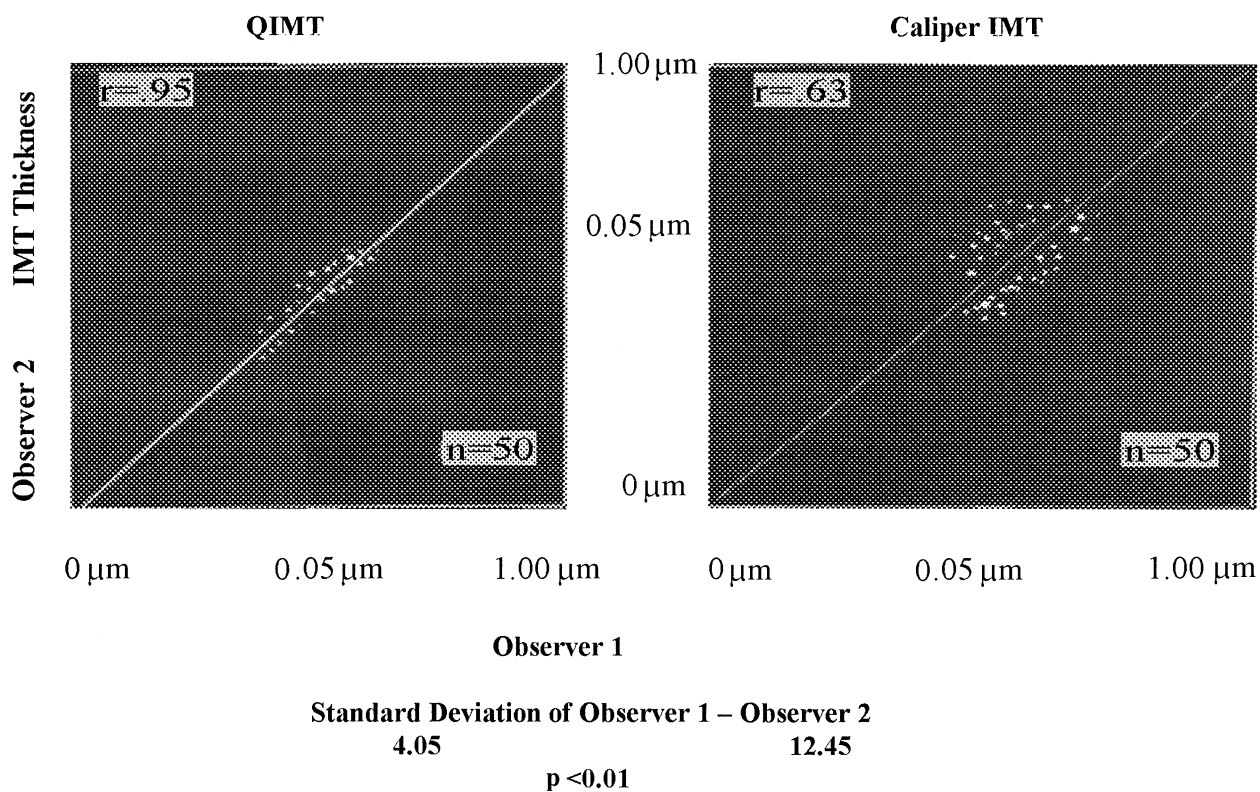 QIMT
Caliper IMT
IMT Thickness
Observer 2
r=.95
n=50
1.00 μm
0.05 μm
0 μm
r=.63
n=50
0 μm
0.05 μm
1.00 μm
0 μm
0.05 μm
1.00 μm
Observer 1
Standard Deviation of Observer 1 – Observer 2
4.05
12.45
p <0.01